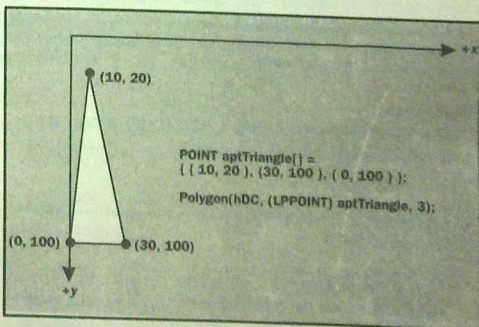 +x
(10, 20)
POINT aptTriangle[] =
{ { 10, 20 }, {30, 100 }, { 0, 100 } };
Polygon(hDC, (LPPOINT) aptTriangle, 3);
(0, 100)
(30, 100)
+y